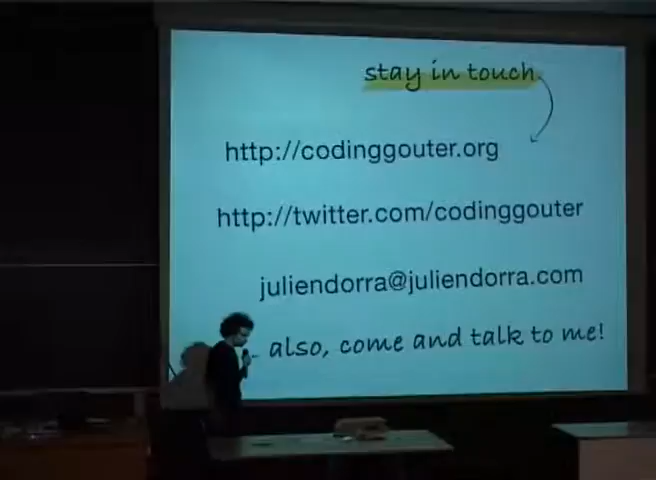 stay in touch
http://codinggouter.org
http://twitter.com/codinggouter
juliendorra@juliendorra.com
also, come and talk to me!